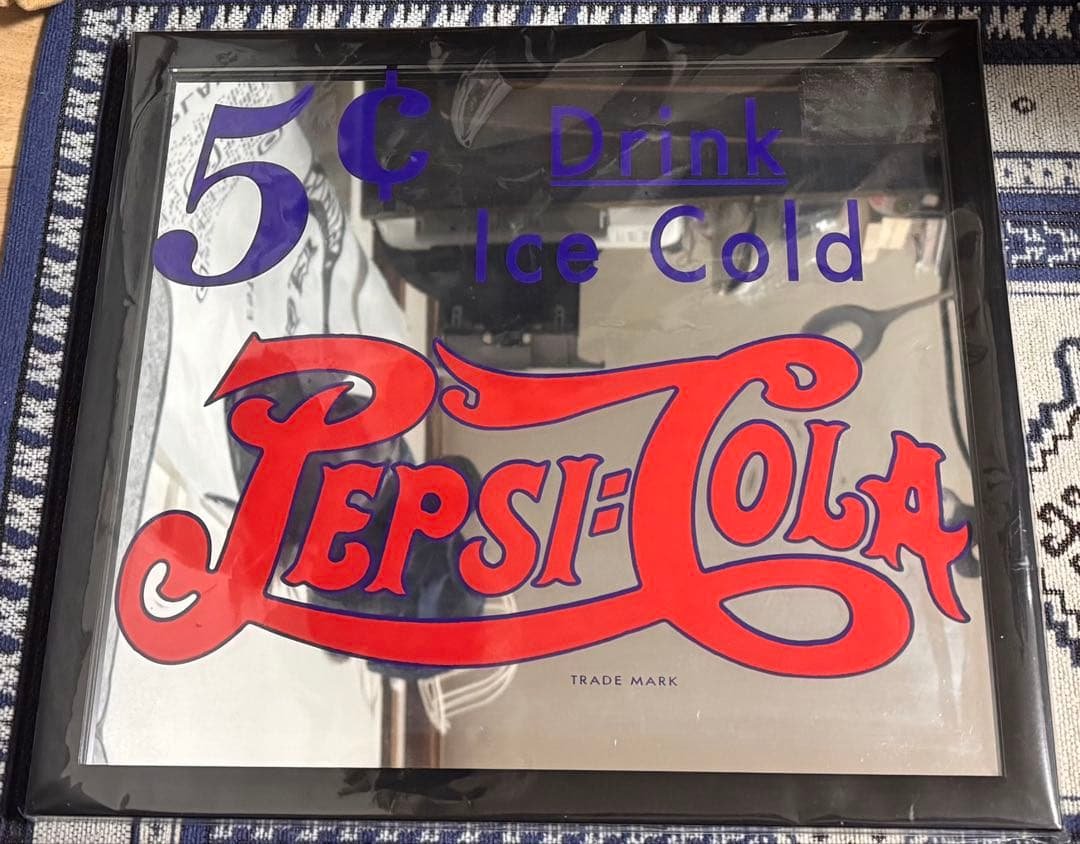 5¢ Drink
Ice Cold
PEPSI=COLA
TRADE MARK